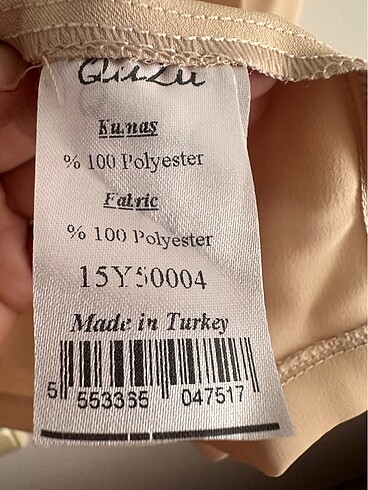 Kumas
% 100 Polyester
Fabric
% 100 Polyester
15Y50004
Made in Turkey
5 553365 047517